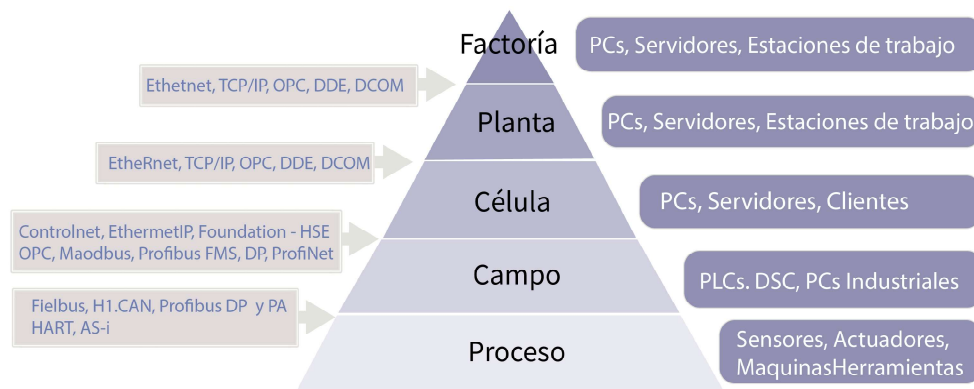 Factoría
PCs, Servidores, Estaciones de trabajo
Ethetnet, TCP/IP, OPC, DDE, DCOM
Planta
PCs, Servidores, Estaciones de trabajo
EtheRnet, TCP/IP, OPC, DDE, DCOM
Célula
PCs, Servidores, Clientes
Controlnet, EthermetIP, Foundation - HSE
OPC, Maodbus, Profibus FMS, DP, ProfiNet
Campo
PLCs. DSC, PCs Industriales
Fielbus, H1.CAN, Profibus DP y PA
HART, AS-i
Proceso
Sensores, Actuadores,
MaquinasHerramientas